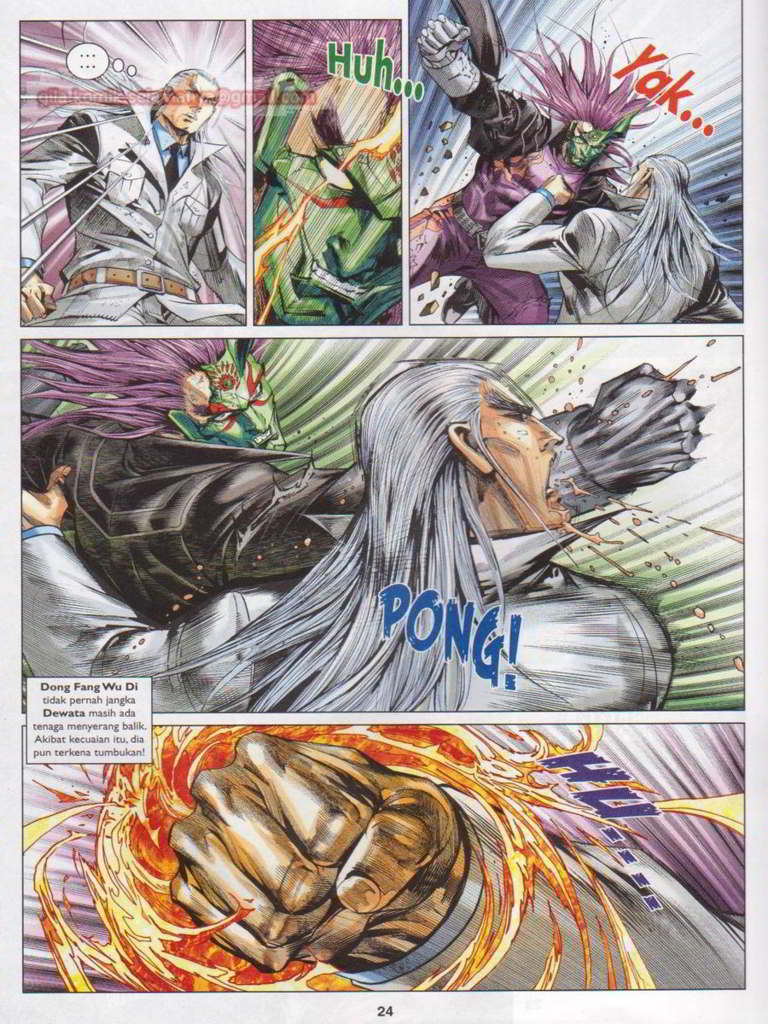 Huh...
Yak...
PONG!
Dong Fang Wu Di
tidak pernah jangka
Dewata masih ada
tenaga menyerang balik.
Akibat kecuaian itu, dia
pun terkena tumbukan!
HU......
24